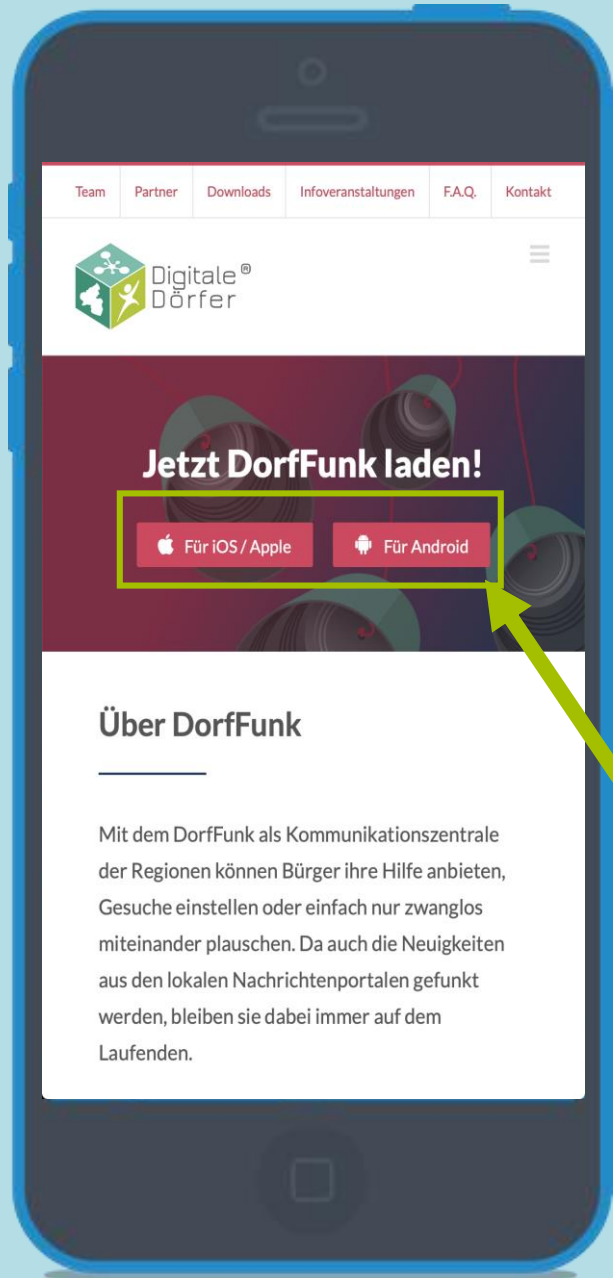 Team Partner Downloads Infoveranstaltungen F.A.Q. Kontakt
Digitale®
Dörfer
Jetzt DorfFunk laden!
Für iOS / Apple Für Android
Über DorfFunk
Mit dem DorfFunk als Kommunikationszentrale
der Regionen können Bürger ihre Hilfe anbieten,
Gesuche einstellen oder einfach nur zwanglos
miteinander plauschen. Da auch die Neuigkeiten
aus den lokalen Nachrichtenportalen gefunkt
werden, bleiben sie dabei immer auf dem
Laufenden.